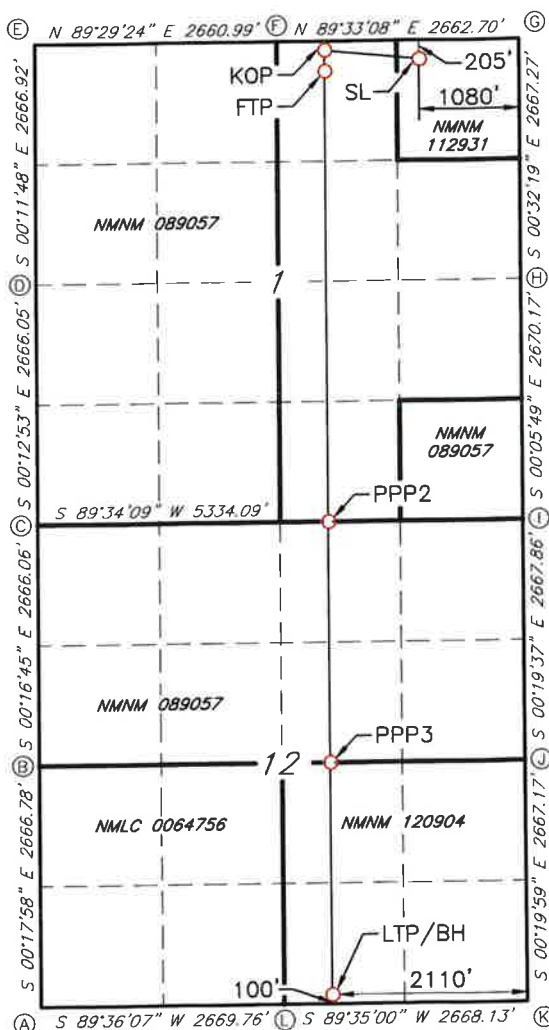 E N 89°29'24" E 2660.99' F N 89°33'08" E 2662.70' G
KOP
FTP
SL
205'
1080'
NMNM
112931
S 00°11'48" E 2666.92'
S 00°32'19" E 2667.27'
NMNM 089057
D
1
H
S 00°12'53" E 2666.05'
S 00°05'49" E 2670.17'
NMNM
089057
PPP2
C S 89°34'09" W 5334.09' I
S 00°16'45" E 2666.06'
S 00°19'37" E 2667.86'
NMNM 089057
PPP3
B 12 J
NMLC 0064756 NMNM 120904
S 00°17'58" E 2666.78'
S 00°19'59" E 2667.17'
LTP/BH
100' 2110'
A S 89°36'07" W 2669.76' L S 89°35'00" W 2668.13' K